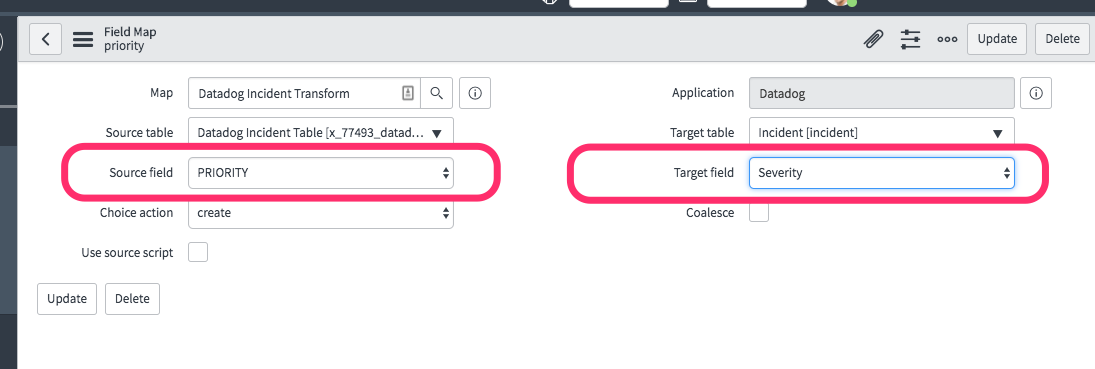 Field Map
priority
Update
Delete
Map
Datadog Incident Transform
Application
Datadog
Source table
Datadog Incident Table [x_77493_datad...
Target table
Incident [incident]
Source field
PRIORITY
Target field
Severity
Choice action
create
Coalesce
Use source script
Update
Delete